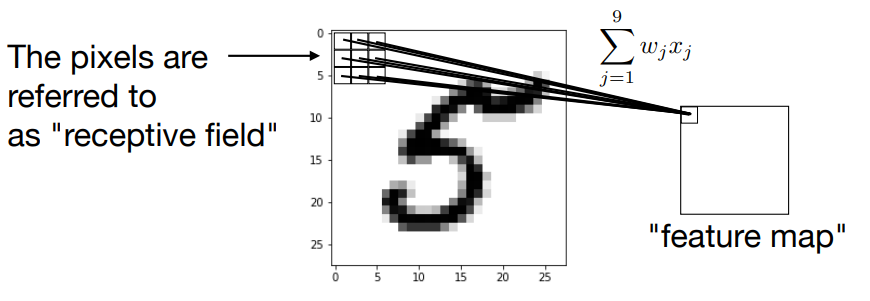 The pixels are
referred to
as "receptive field"
0
5
10
15
20
25
0 5 10 15 20 25
9
∑ w_j x_j
j=1
"feature map"